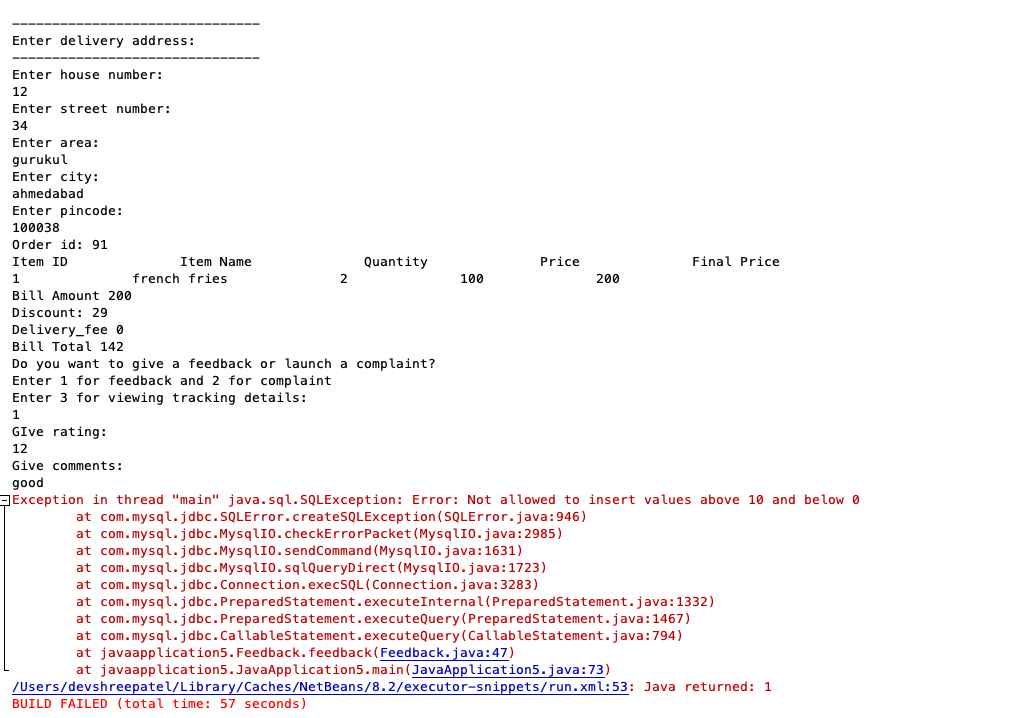 -------------------------------
Enter delivery address:
-------------------------------
Enter house number:
12
Enter street number:
34
Enter area:
gurukul
Enter city:
ahmedabad
Enter pincode:
100038
Order id: 91
Item ID              Item Name              Quantity              Price              Final Price
1              french fries              2              100              200
Bill Amount 200
Discount: 29
Delivery_fee 0
Bill Total 142
Do you want to give a feedback or launch a complaint?
Enter 1 for feedback and 2 for complaint
Enter 3 for viewing tracking details:
1
GIve rating:
12
Give comments:
good
Exception in thread "main" java.sql.SQLException: Error: Not allowed to insert values above 10 and below 0
        at com.mysql.jdbc.SQLError.createSQLException(SQLError.java:946)
        at com.mysql.jdbc.MysqlIO.checkErrorPacket(MysqlIO.java:2985)
        at com.mysql.jdbc.MysqlIO.sendCommand(MysqlIO.java:1631)
        at com.mysql.jdbc.MysqlIO.sqlQueryDirect(MysqlIO.java:1723)
        at com.mysql.jdbc.Connection.execSQL(Connection.java:3283)
        at com.mysql.jdbc.PreparedStatement.executeInternal(PreparedStatement.java:1332)
        at com.mysql.jdbc.PreparedStatement.executeQuery(PreparedStatement.java:1467)
        at com.mysql.jdbc.CallableStatement.executeQuery(CallableStatement.java:794)
        at javaapplication5.Feedback.feedback(Feedback.java:47)
        at javaapplication5.JavaApplication5.main(JavaApplication5.java:73)
/Users/devshreepatel/Library/Caches/NetBeans/8.2/executor-snippets/run.xml:53: Java returned: 1
BUILD FAILED (total time: 57 seconds)